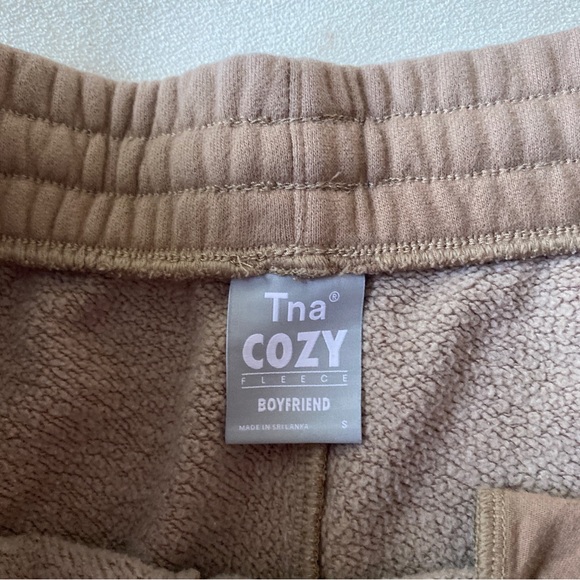 Tna®
COZY
FLEECE
BOYFRIEND
MADE IN SRI LANKA S